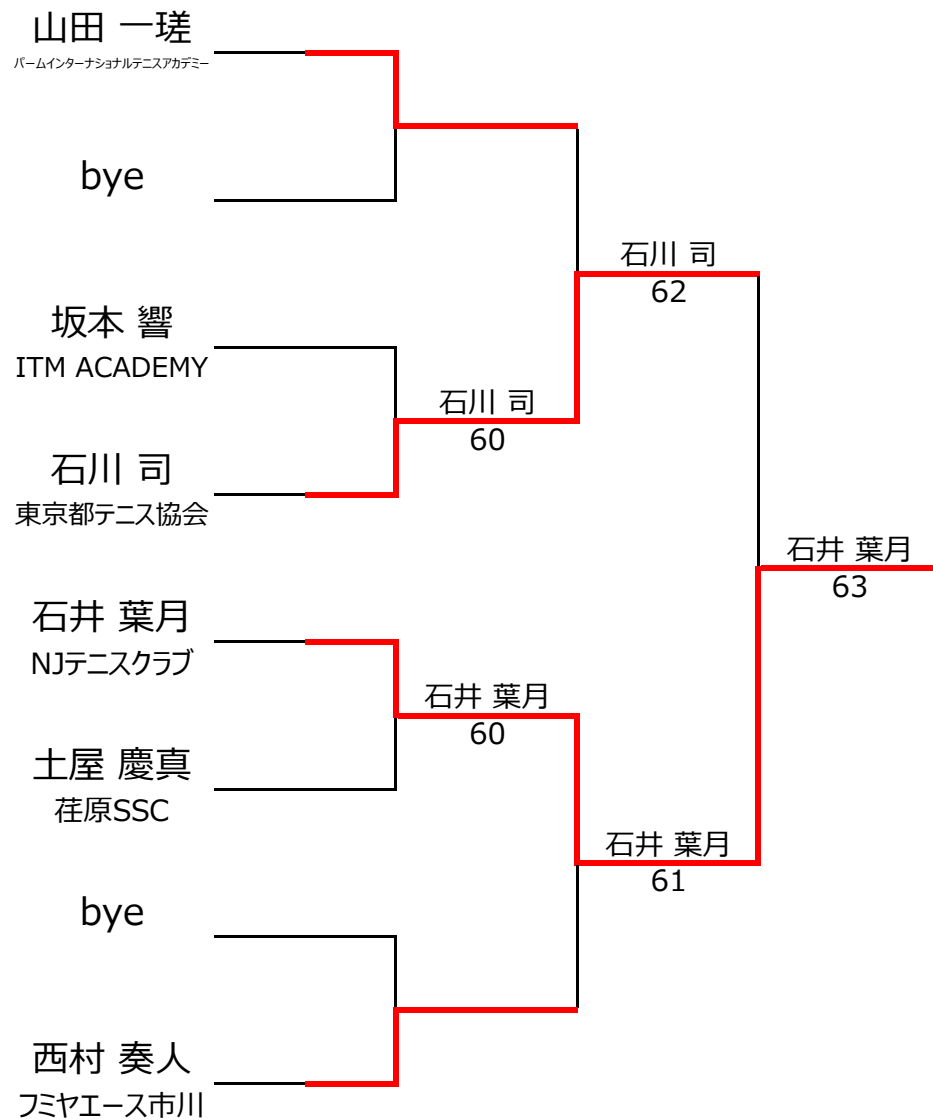 山田 一瑳
パームインターナショナルテニスアカデミー
bye
坂本 響
ITM ACADEMY
石川 司
東京都テニス協会
石井 葉月
NJテニスクラブ
土屋 慶真
荏原SSC
bye
西村 奏人
フミヤエース市川
石川 司
60
石井 葉月
60
石川 司
62
石井 葉月
61
石井 葉月
63